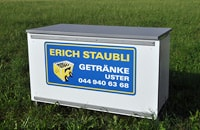 ERICH STAUBLI
GETRÄNKE
USTER
044 940 63 68